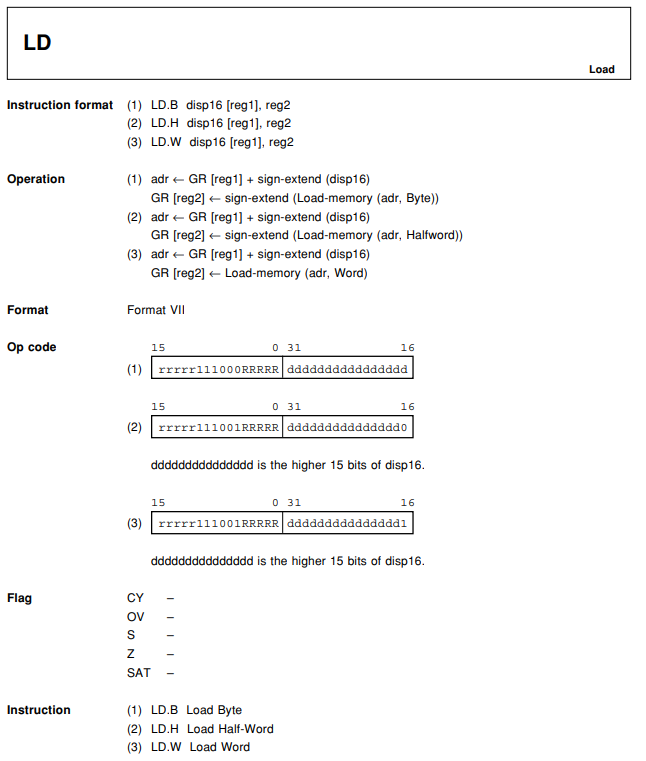 LD
Load
Instruction format (1) LD.B disp16 [reg1], reg2
(2) LD.H disp16 [reg1], reg2
(3) LD.W disp16 [reg1], reg2
Operation (1) adr ← GR [reg1] + sign-extend (disp16)
GR [reg2] ← sign-extend (Load-memory (adr, Byte))
(2) adr ← GR [reg1] + sign-extend (disp16)
GR [reg2] ← sign-extend (Load-memory (adr, Halfword))
(3) adr ← GR [reg1] + sign-extend (disp16)
GR [reg2] ← Load-memory (adr, Word)
Format Format VII
Op code 15 0 31 16
(1) rrrrr111000RRRRR dddddddddddddddd
15 0 31 16
(2) rrrrr111001RRRRR ddddddddddddddd0
ddddddddddddddd is the higher 15 bits of disp16.
15 0 31 16
(3) rrrrr111001RRRRR ddddddddddddddd1
ddddddddddddddd is the higher 15 bits of disp16.
Flag CY –
OV –
S –
Z –
SAT –
Instruction (1) LD.B Load Byte
(2) LD.H Load Half-Word
(3) LD.W Load Word